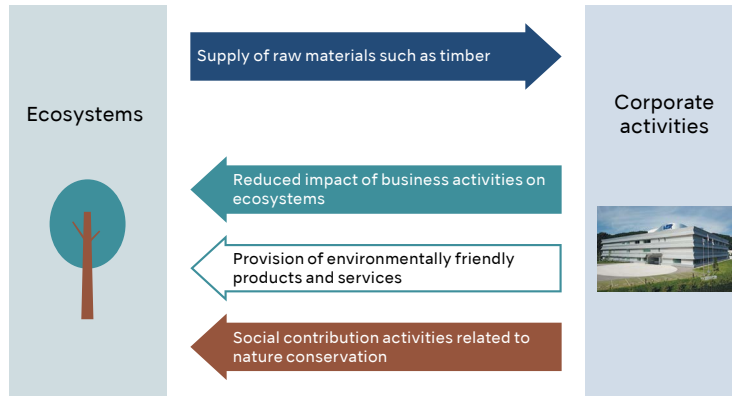 Supply of raw materials such as timber
Ecosystems
Corporate
activities
Reduced impact of business activities on
ecosystems
Provision of environmentally friendly
products and services
Social contribution activities related to
nature conservation